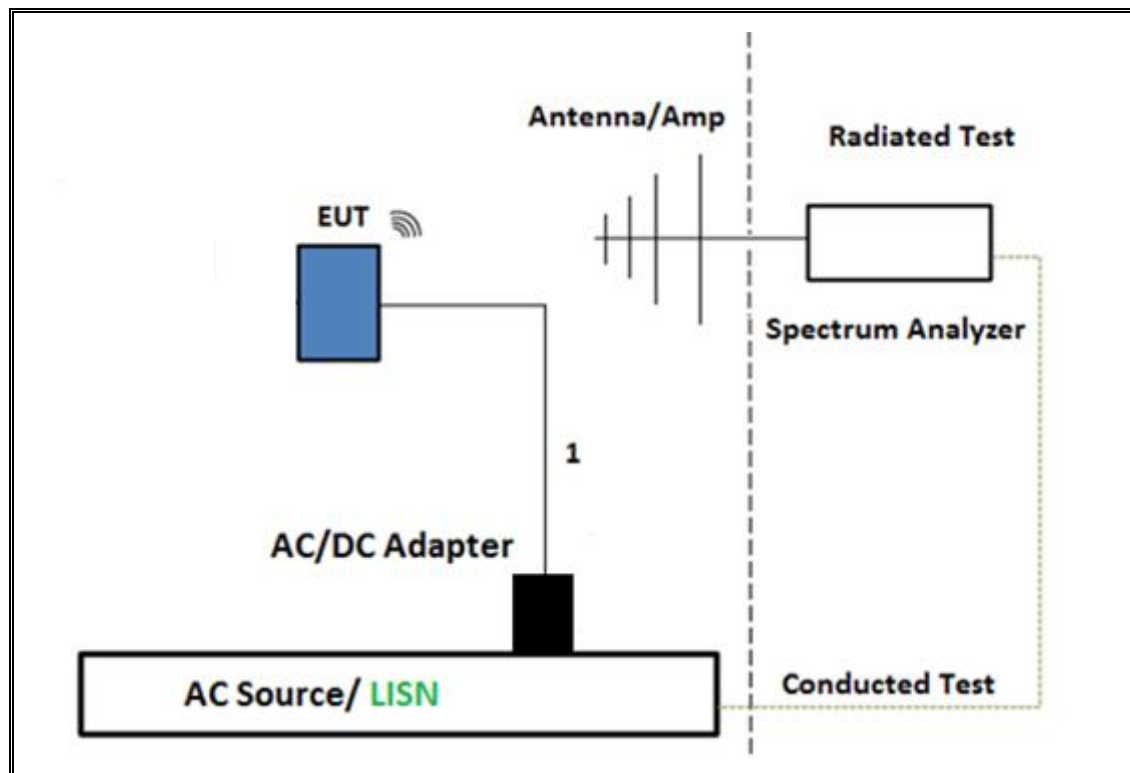 Antenna/Amp
Radiated Test
EUT
Spectrum Analyzer
1
AC/DC Adapter
AC Source/ LISN
Conducted Test